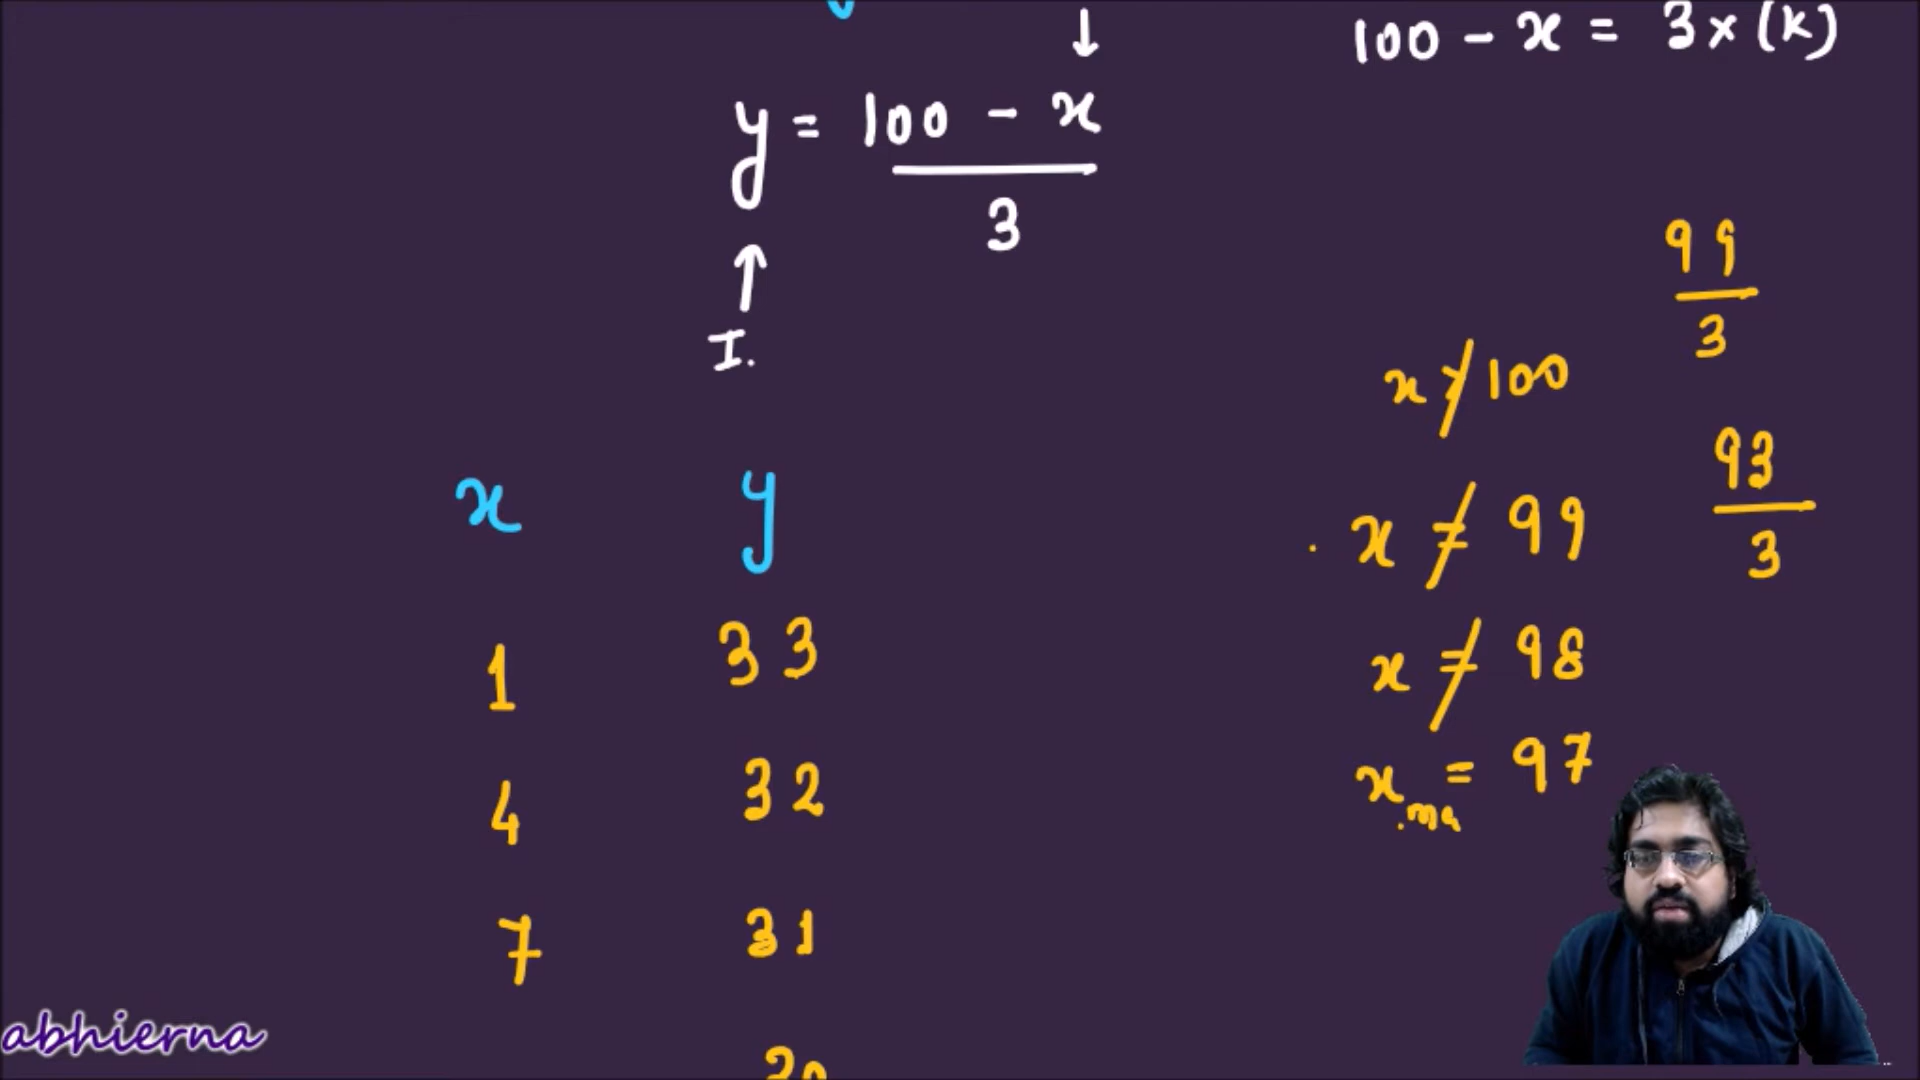 100 - x = 3 × (k)
↓
y = 100 - x
3
↑
I.
99
3
x > 100
93
3
x ≠ 99
x ≠ 98
x = 97
x y
1 33
4 32
7 31
abhierna